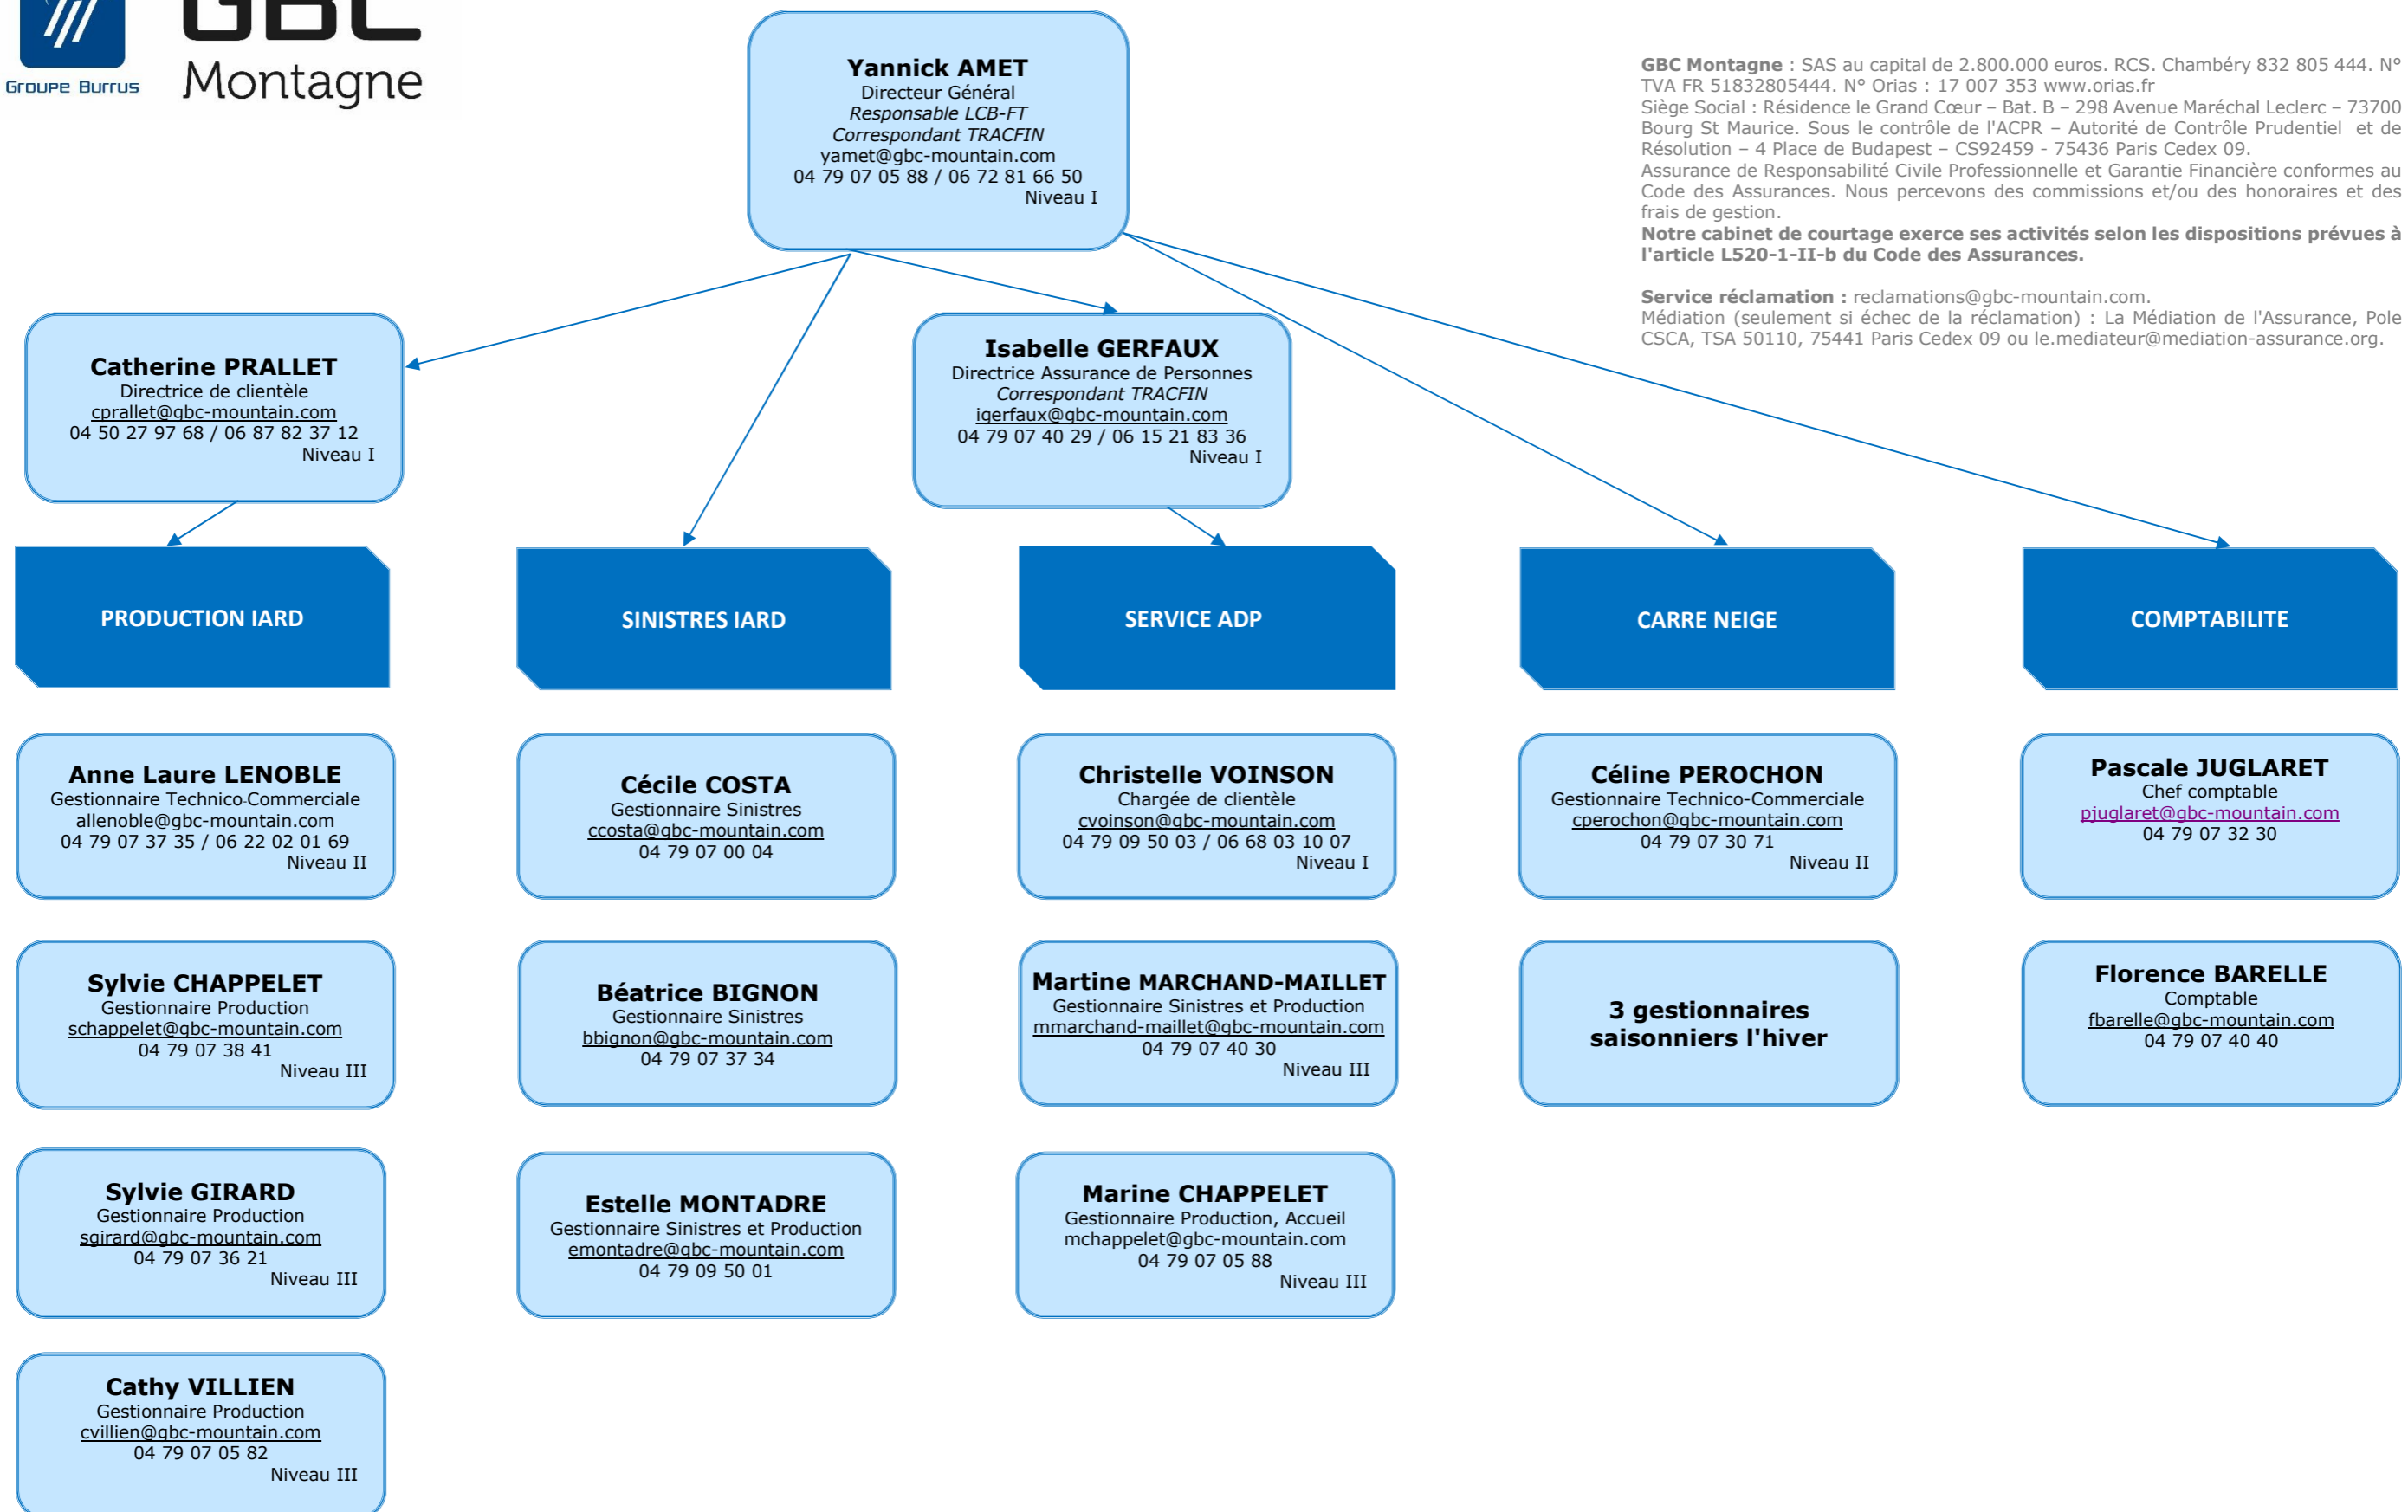 GBC
Montagne
Groupe Burrus
Yannick AMET
Directeur Général
Responsable LCB-FT
Correspondant TRACFIN
yamet@gbc-mountain.com
04 79 07 05 88 / 06 72 81 66 50
Niveau I
GBC Montagne : SAS au capital de 2.800.000 euros. RCS. Chambéry 832 805 444. N°
TVA FR 51832805444. N° Orias : 17 007 353 www.orias.fr
Siège Social : Résidence le Grand Cœur – Bat. B – 298 Avenue Maréchal Leclerc – 73700
Bourg St Maurice. Sous le contrôle de l'ACPR – Autorité de Contrôle Prudentiel et de
Résolution – 4 Place de Budapest – CS92459 - 75436 Paris Cedex 09.
Assurance de Responsabilité Civile Professionnelle et Garantie Financière conformes au
Code des Assurances. Nous percevons des commissions et/ou des honoraires et des
frais de gestion.
Notre cabinet de courtage exerce ses activités selon les dispositions prévues à
l'article L520-1-II-b du Code des Assurances.
Service réclamation : reclamations@gbc-mountain.com.
Médiation (seulement si échec de la réclamation) : La Médiation de l'Assurance, Pole
CSCA, TSA 50110, 75441 Paris Cedex 09 ou le.mediateur@mediation-assurance.org.
Catherine PRALLET
Directrice de clientèle
cprallet@gbc-mountain.com
04 50 27 97 68 / 06 87 82 37 12
Niveau I
Isabelle GERFAUX
Directrice Assurance de Personnes
Correspondant TRACFIN
igerfaux@gbc-mountain.com
04 79 07 40 29 / 06 15 21 83 36
Niveau I
PRODUCTION IARD
SINISTRES IARD
SERVICE ADP
CARRE NEIGE
COMPTABILITE
Anne Laure LENOBLE
Gestionnaire Technico-Commerciale
allenoble@gbc-mountain.com
04 79 07 37 35 / 06 22 02 01 69
Niveau II
Cécile COSTA
Gestionnaire Sinistres
ccosta@gbc-mountain.com
04 79 07 00 04
Christelle VOINSON
Chargée de clientèle
cvoinson@gbc-mountain.com
04 79 09 50 03 / 06 68 03 10 07
Niveau I
Céline PEROCHON
Gestionnaire Technico-Commerciale
cperochon@gbc-mountain.com
04 79 07 30 71
Niveau II
Pascale JUGLARET
Chef comptable
pjuglaret@gbc-mountain.com
04 79 07 32 30
Sylvie CHAPPELET
Gestionnaire Production
schappelet@gbc-mountain.com
04 79 07 38 41
Niveau III
Béatrice BIGNON
Gestionnaire Sinistres
bbignon@gbc-mountain.com
04 79 07 37 34
Martine MARCHAND-MAILLET
Gestionnaire Sinistres et Production
mmarchand-maillet@gbc-mountain.com
04 79 07 40 30
Niveau III
3 gestionnaires
saisonniers l'hiver
Florence BARELLE
Comptable
fbarelle@gbc-mountain.com
04 79 07 40 40
Sylvie GIRARD
Gestionnaire Production
sgirard@gbc-mountain.com
04 79 07 36 21
Niveau III
Estelle MONTADRE
Gestionnaire Sinistres et Production
emontadre@gbc-mountain.com
04 79 09 50 01
Marine CHAPPELET
Gestionnaire Production, Accueil
mchappelet@gbc-mountain.com
04 79 07 05 88
Niveau III
Cathy VILLIEN
Gestionnaire Production
cvillien@gbc-mountain.com
04 79 07 05 82
Niveau III